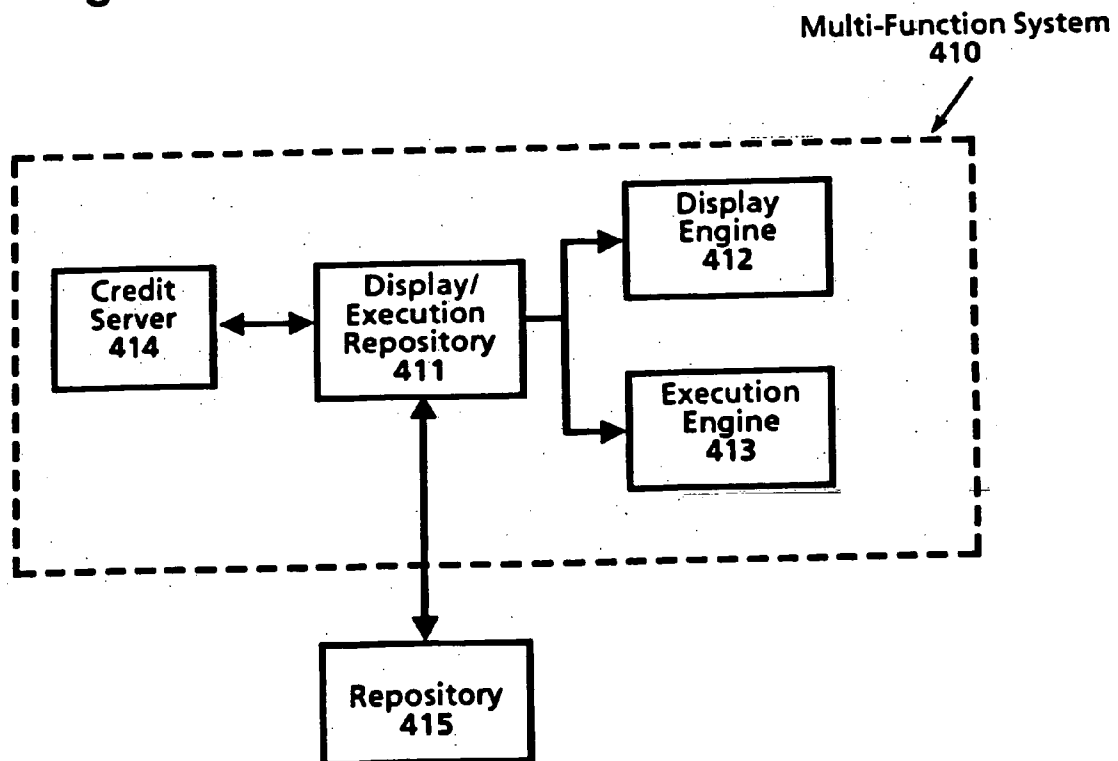 Multi-Function System
410
Display
Engine
412
Credit
Server
414
Display/
Execution
Repository
411
Execution
Engine
413
Repository
415